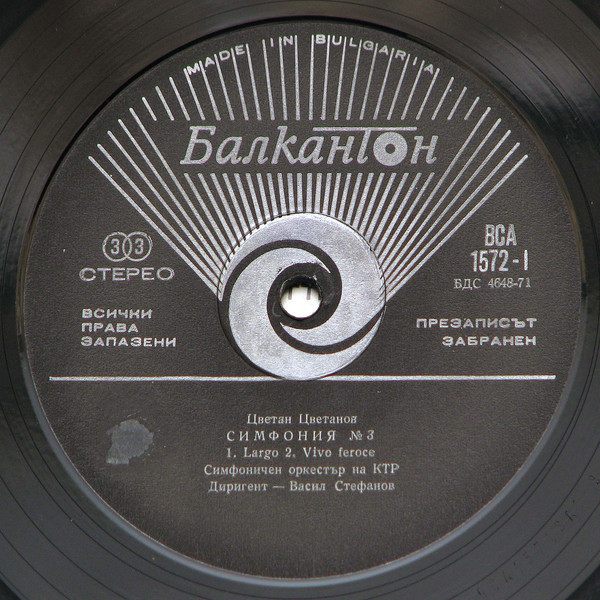 MADE IN BULGARIA
Балкантон
33
СТЕРЕО
ВСА
1572-I
БДС 4648-71
ВСИЧКИ
ПРАВА
ЗАПАЗЕНИ
ПРЕЗАПИСЪТ
ЗАБРАНЕН
Цветан Цветанов
СИМФОНИЯ №3
1. Largo 2. Vivo feroce
Симфоничен оркестър на КТР
Диригент — Васил Стефанов